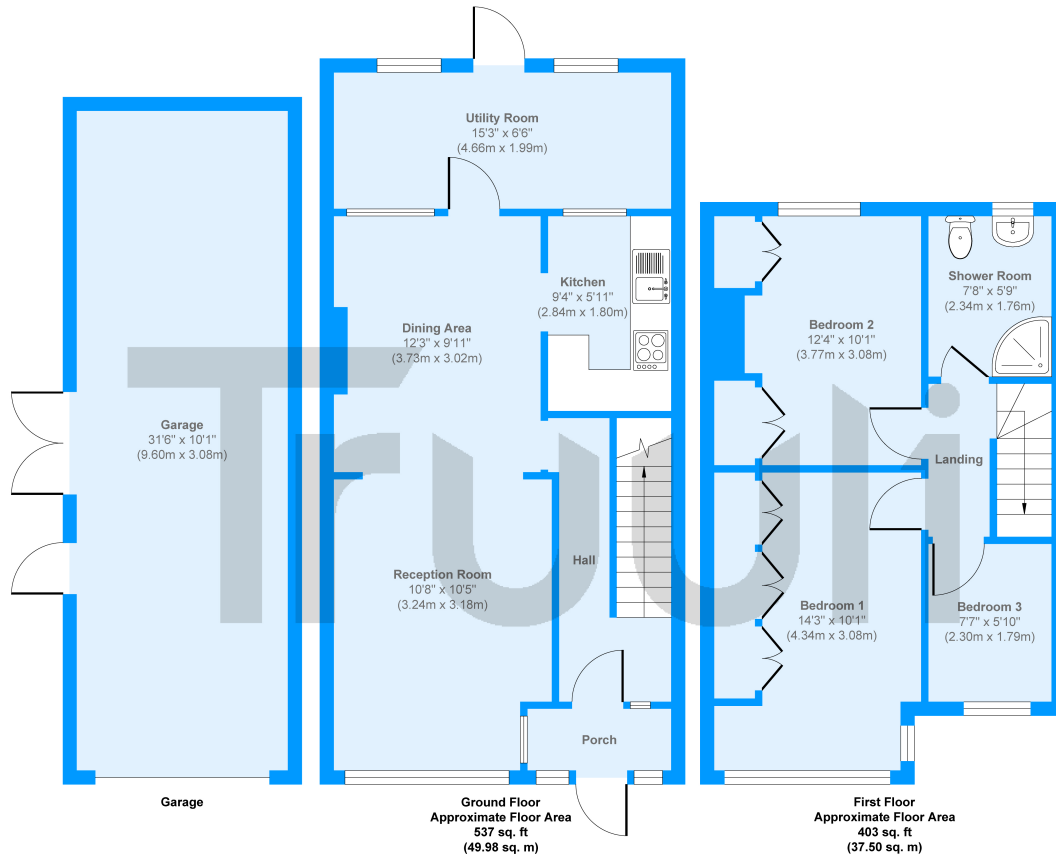 Utility Room
15'3" x 6'6"
(4.66m x 1.99m)
Kitchen
9'4" x 5'11"
(2.84m x 1.80m)
Dining Area
12'3" x 9'11"
(3.73m x 3.02m)
Garage
31'6" x 10'1"
(9.60m x 3.08m)
Reception Room
10'8" x 10'5"
(3.24m x 3.18m)
Hall
Porch
Shower Room
7'8" x 5'9"
(2.34m x 1.76m)
Bedroom 2
12'4" x 10'1"
(3.77m x 3.08m)
Landing
Bedroom 1
14'3" x 10'1"
(4.34m x 3.08m)
Bedroom 3
7'7" x 5'10"
(2.30m x 1.79m)
Truuli
Garage
Ground Floor
Approximate Floor Area
537 sq. ft
(49.98 sq. m)
First Floor
Approximate Floor Area
403 sq. ft
(37.50 sq. m)